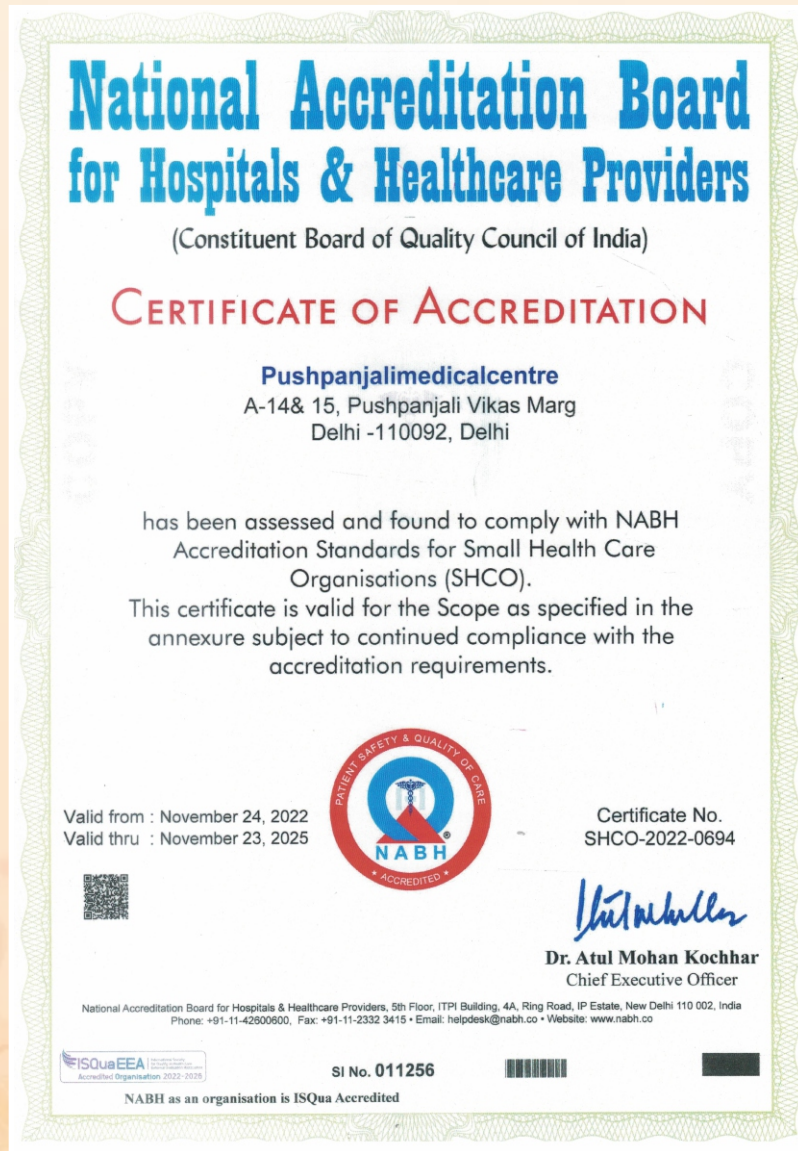 National Accreditation Board
for Hospitals & Healthcare Providers
(Constituent Board of Quality Council of India)
CERTIFICATE OF ACCREDITATION
Pushpanjalimedicalcentre
A-14& 15, Pushpanjali Vikas Marg
Delhi -110092, Delhi
has been assessed and found to comply with NABH
Accreditation Standards for Small Health Care
Organisations (SHCO).
This certificate is valid for the Scope as specified in the
annexure subject to continued compliance with the
accreditation requirements.
PATIENT SAFETY & QUALITY OF CARE
NABH
®
* ACCREDITED *
Valid from : November 24, 2022
Valid thru : November 23, 2025
Certificate No.
SHCO-2022-0694
Dr. Atul Mohan Kochhar
Chief Executive Officer
National Accreditation Board for Hospitals & Healthcare Providers, 5th Floor, ITPI Building, 4A, Ring Road, IP Estate, New Delhi 110 002, India
Phone: +91-11-42600600, Fax: +91-11-2332 3415 • Email: helpdesk@nabh.co • Website: www.nabh.co
ISQuaEEA
Accredited Organisation 2022-2026
SI No. 011256
NABH as an organisation is ISQua Accredited